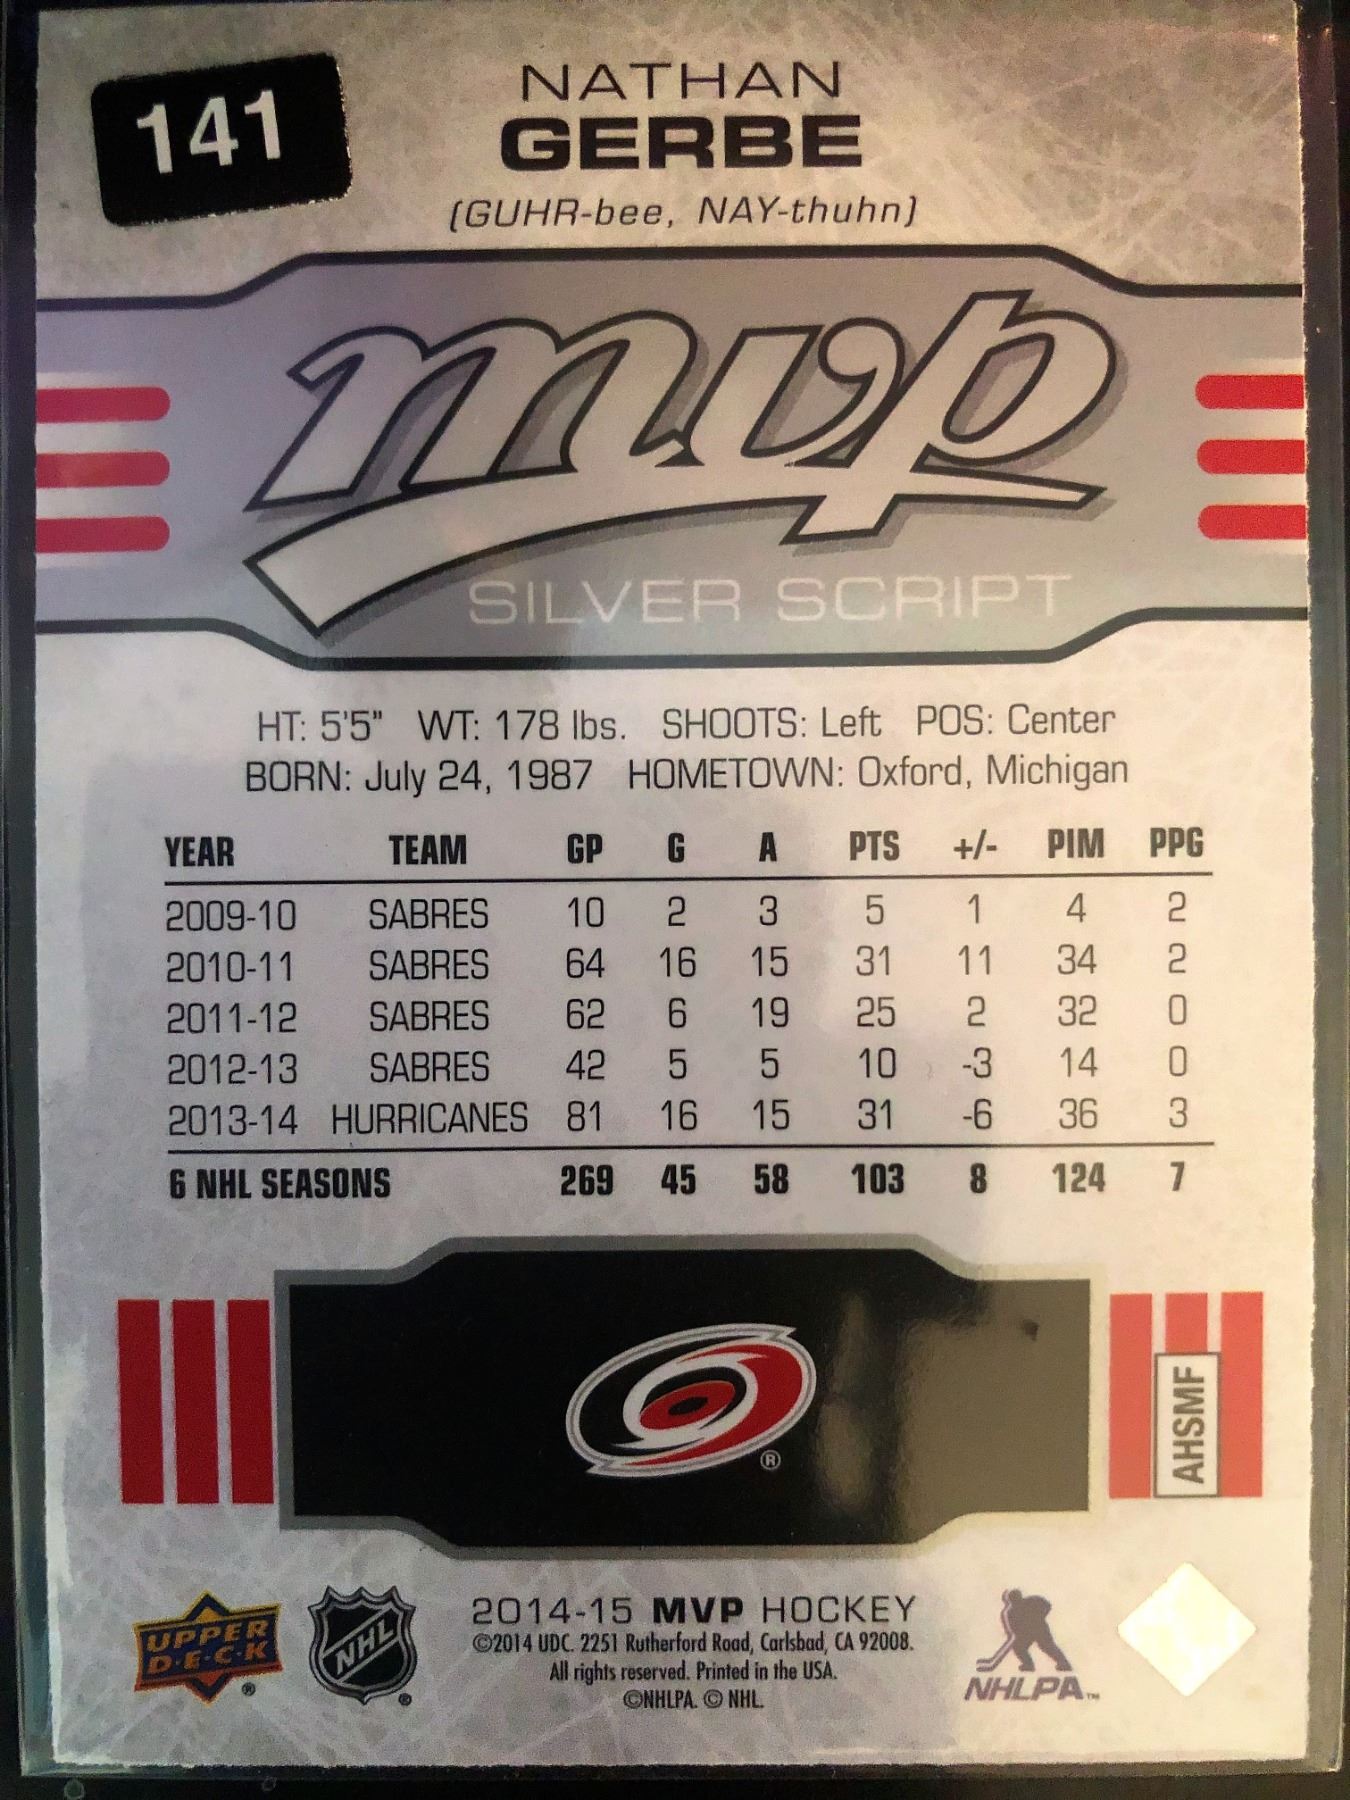 141
NATHAN
GERBE
(GUHR-bee, NAY-thuhn)
mvp
SILVER SCRIPT
HT: 5'5" WT: 178 lbs. SHOOTS: Left POS: Center
BORN: July 24, 1987 HOMETOWN: Oxford, Michigan
YEAR TEAM GP G A PTS +/- PIM PPG
2009-10 SABRES 10 2 3 5 1 4 2
2010-11 SABRES 64 16 15 31 11 34 2
2011-12 SABRES 62 6 19 25 2 32 0
2012-13 SABRES 42 5 5 10 -3 14 0
2013-14 HURRICANES 81 16 15 31 -6 36 3
6 NHL SEASONS 269 45 58 103 8 124 7
®
AHSMF
UPPER
D·E·C·K
®
NHL
®
2014-15 MVP HOCKEY
©2014 UDC. 2251 Rutherford Road, Carlsbad, CA 92008.
All rights reserved. Printed in the USA.
©NHLPA. © NHL.
NHLPA™